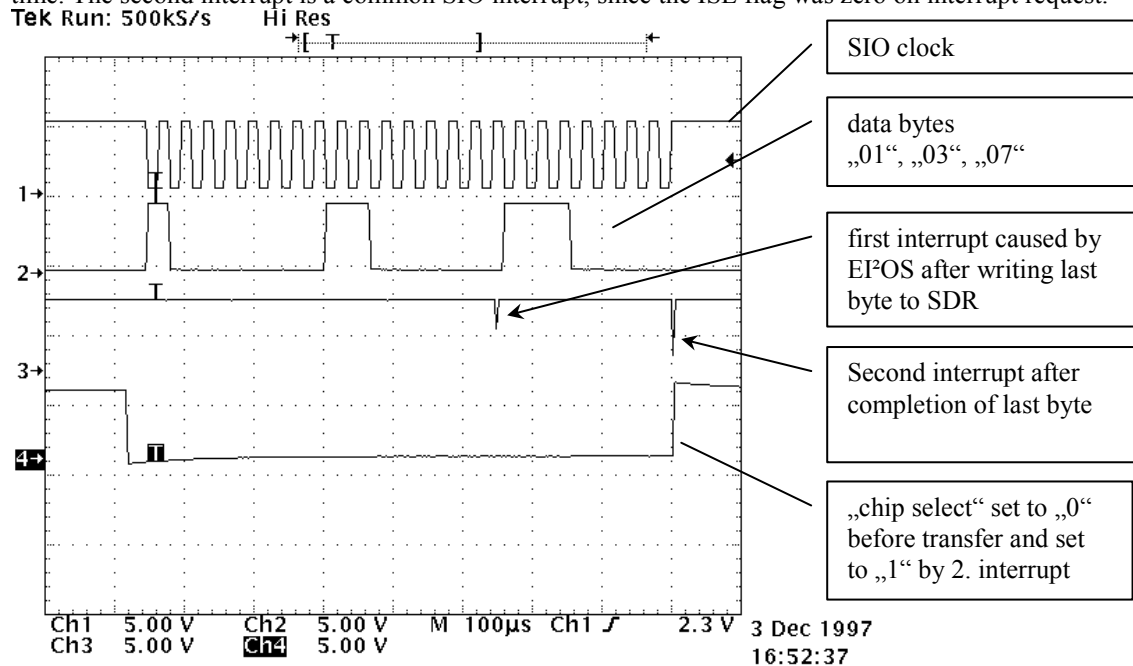 time. The second interrupt is a common SIO interrupt, since the ISE flag was zero on interrupt request.
Tek Run: 500kS/s Hi Res
T
SIO clock
data bytes
„01“, „03“, „07“
first interrupt caused by
EI²OS after writing last
byte to SDR
Second interrupt after
completion of last byte
„chip select“ set to „0“
before transfer and set
to „1“ by 2. interrupt
T
1
2
T
3
T
4
Ch1 5.00 V Ch2 5.00 V M 100µs Ch1 2.3 V
Ch3 5.00 V Ch4 5.00 V
3 Dec 1997
16:52:37